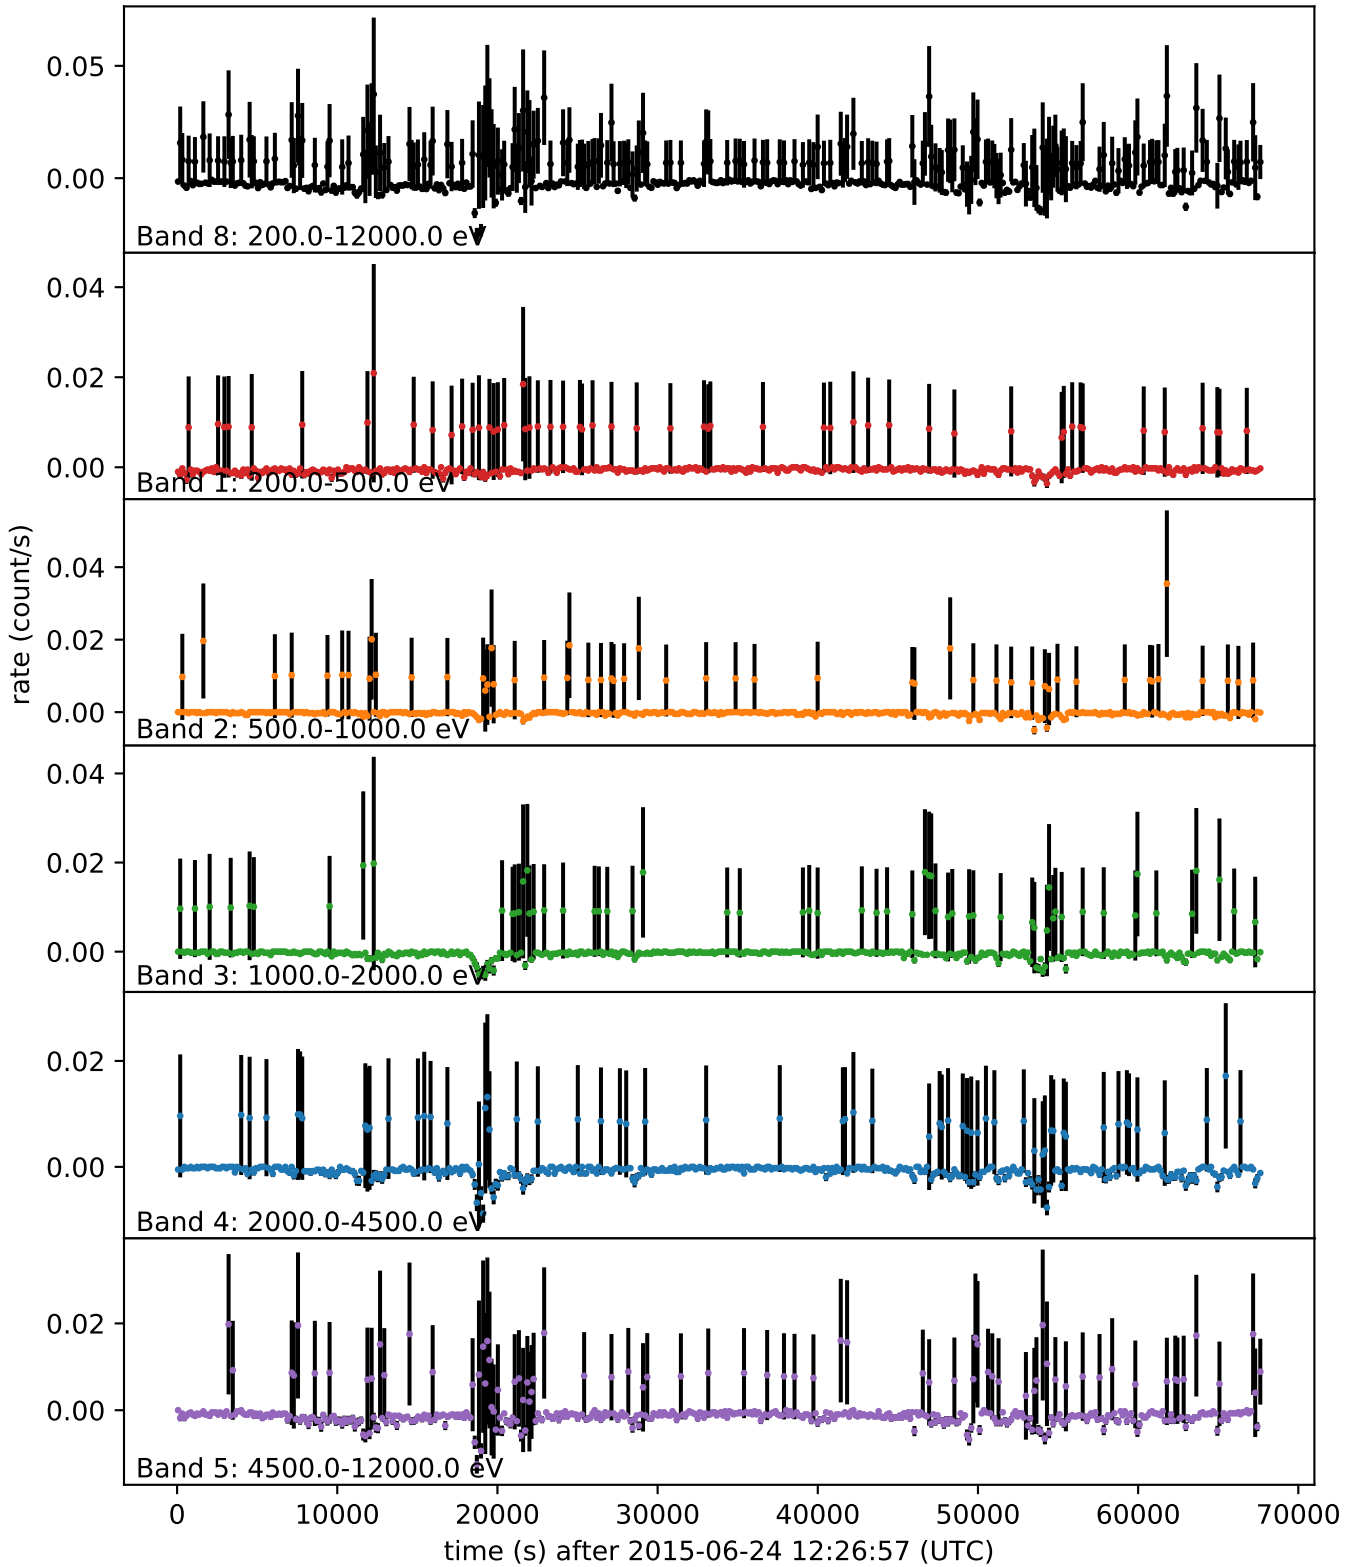 0.05
0.00
Band 8: 200.0-12000.0 eV
0.04
0.02
0.00
Band 1: 200.0-500.0 eV
0.04
0.02
0.00
Band 2: 500.0-1000.0 eV
rate (count/s)
0.04
0.02
0.00
Band 3: 1000.0-2000.0 eV
0.02
0.00
Band 4: 2000.0-4500.0 eV
0.02
0.00
Band 5: 4500.0-12000.0 eV
0 10000 20000 30000 40000 50000 60000 70000
time (s) after 2015-06-24 12:26:57 (UTC)